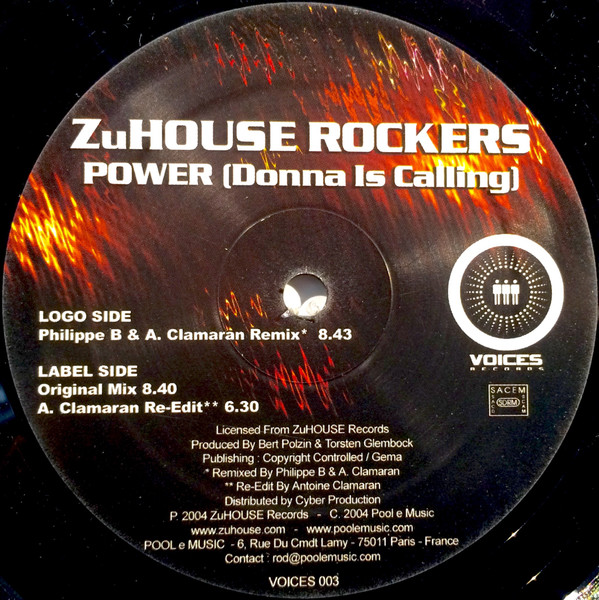 ZuHOUSE ROCKERS
POWER (Donna Is Calling)
LOGO SIDE
Philippe B & A. Clamaran Remix* 8.43
LABEL SIDE
Original Mix 8.40
A. Clamaran Re-Edit** 6.30
VOICES
RECORDS
SACEM
SDRM
Licensed From ZuHOUSE Records
Produced By Bert Polzin & Torsten Glembock
Publishing : Copyright Controlled / Gema
* Remixed By Philippe B & A. Clamaran
** Re-Edit By Antoine Clamaran
Distributed by Cyber Production
P. 2004 ZuHOUSE Records - C. 2004 Pool e Music
www.zuhouse.com - www.poolemusic.com
POOL e MUSIC - 6, Rue Du Cmdt Lamy - 75011 Paris - France
Contact : rod@poolemusic.com
VOICES 003